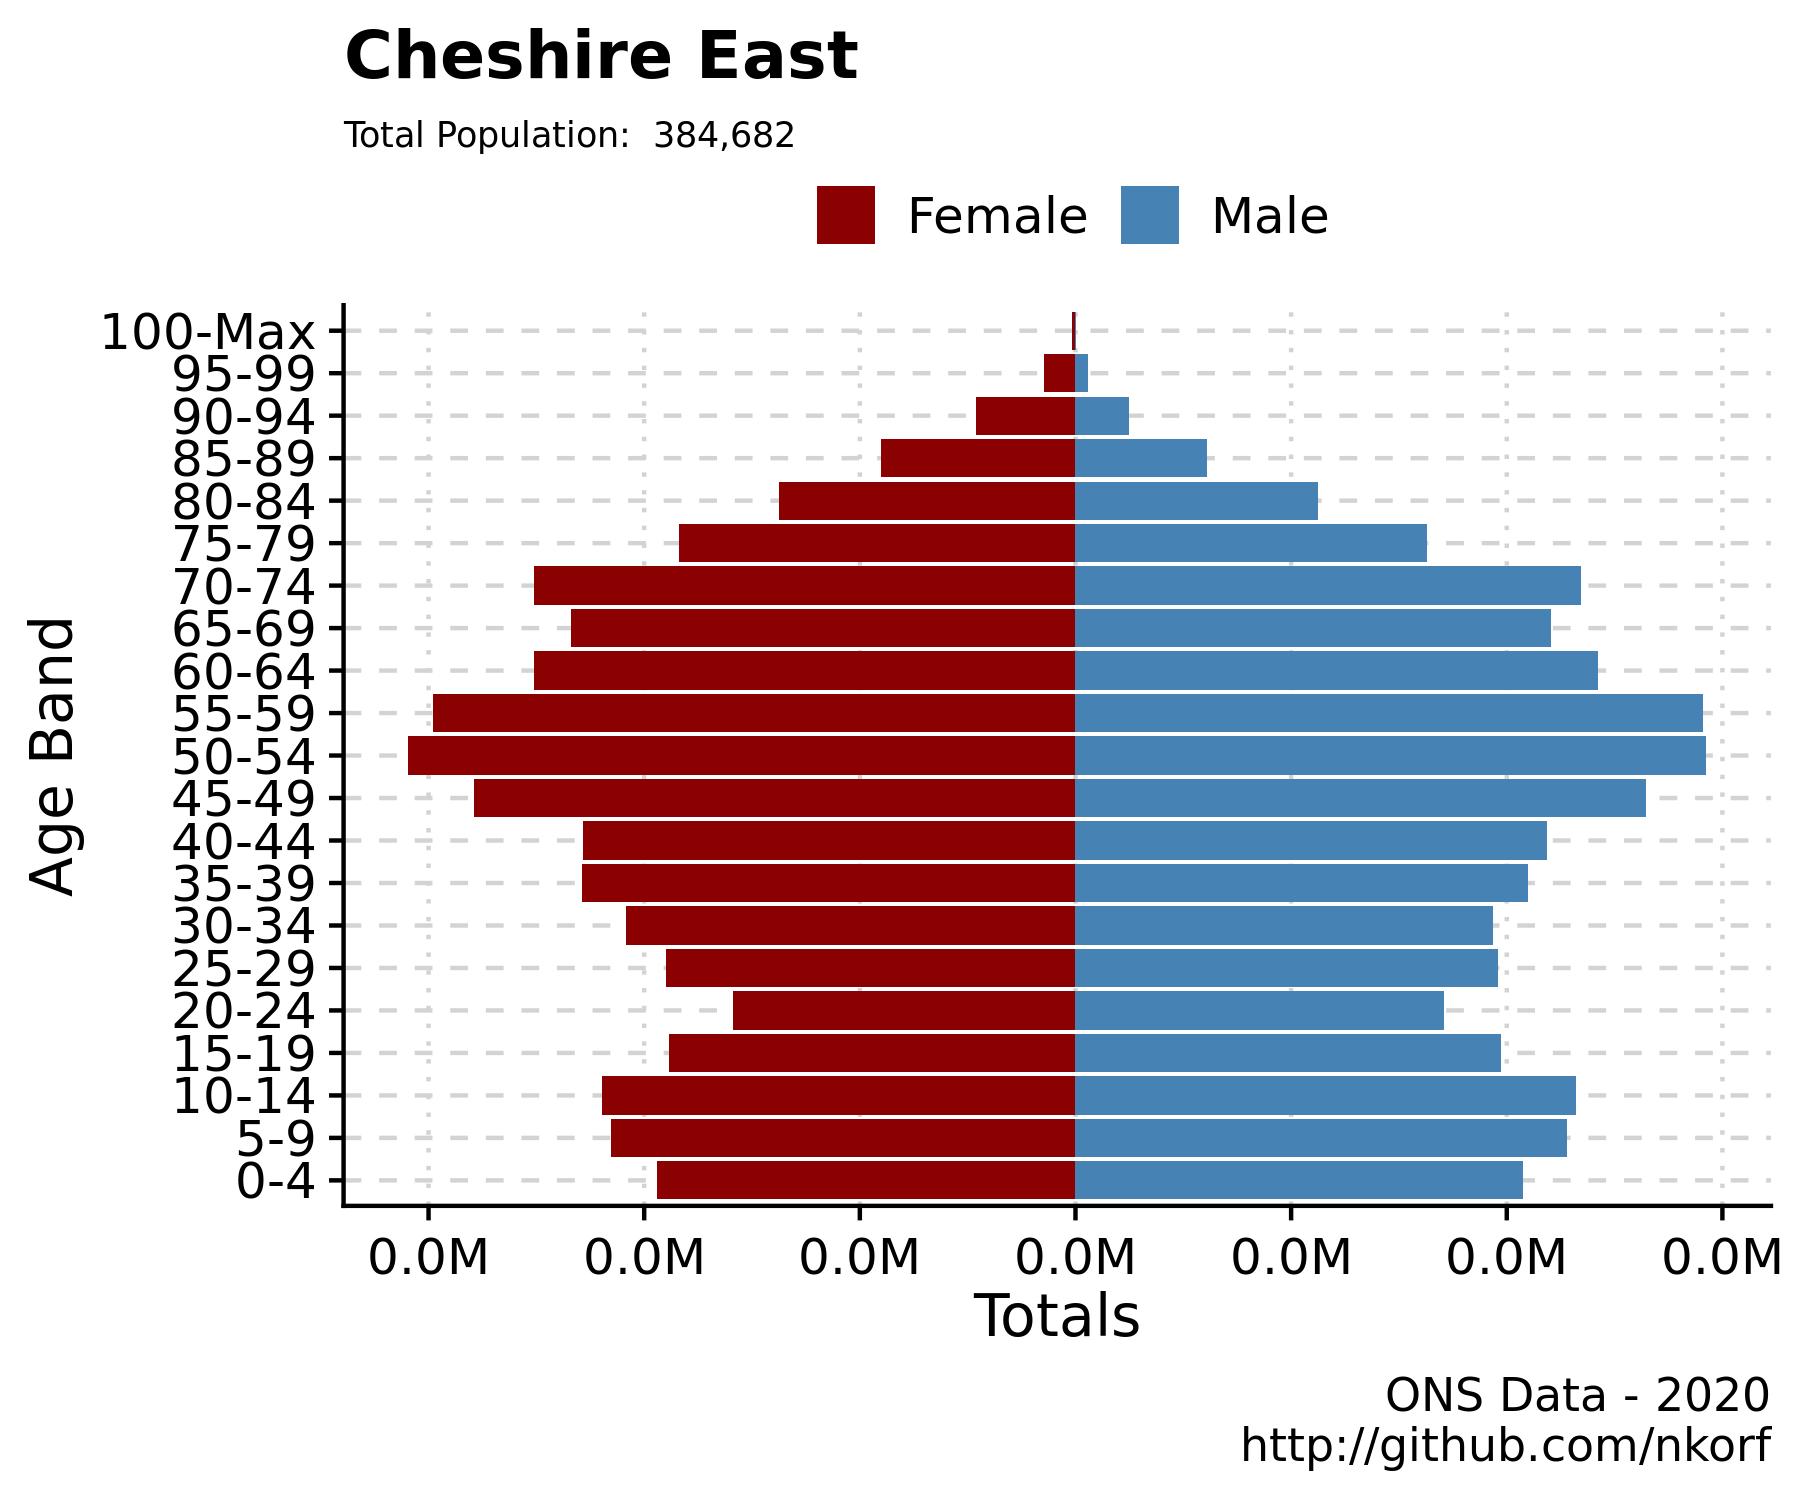 Cheshire East
Total Population:  384,682
Female Male
100-Max
95-99
90-94
85-89
80-84
75-79
70-74
65-69
60-64
55-59
50-54
45-49
40-44
35-39
30-34
25-29
20-24
15-19
10-14
5-9
0-4
Age Band
0.0M 0.0M 0.0M 0.0M 0.0M 0.0M 0.0M
Totals
ONS Data - 2020
http://github.com/nkorf